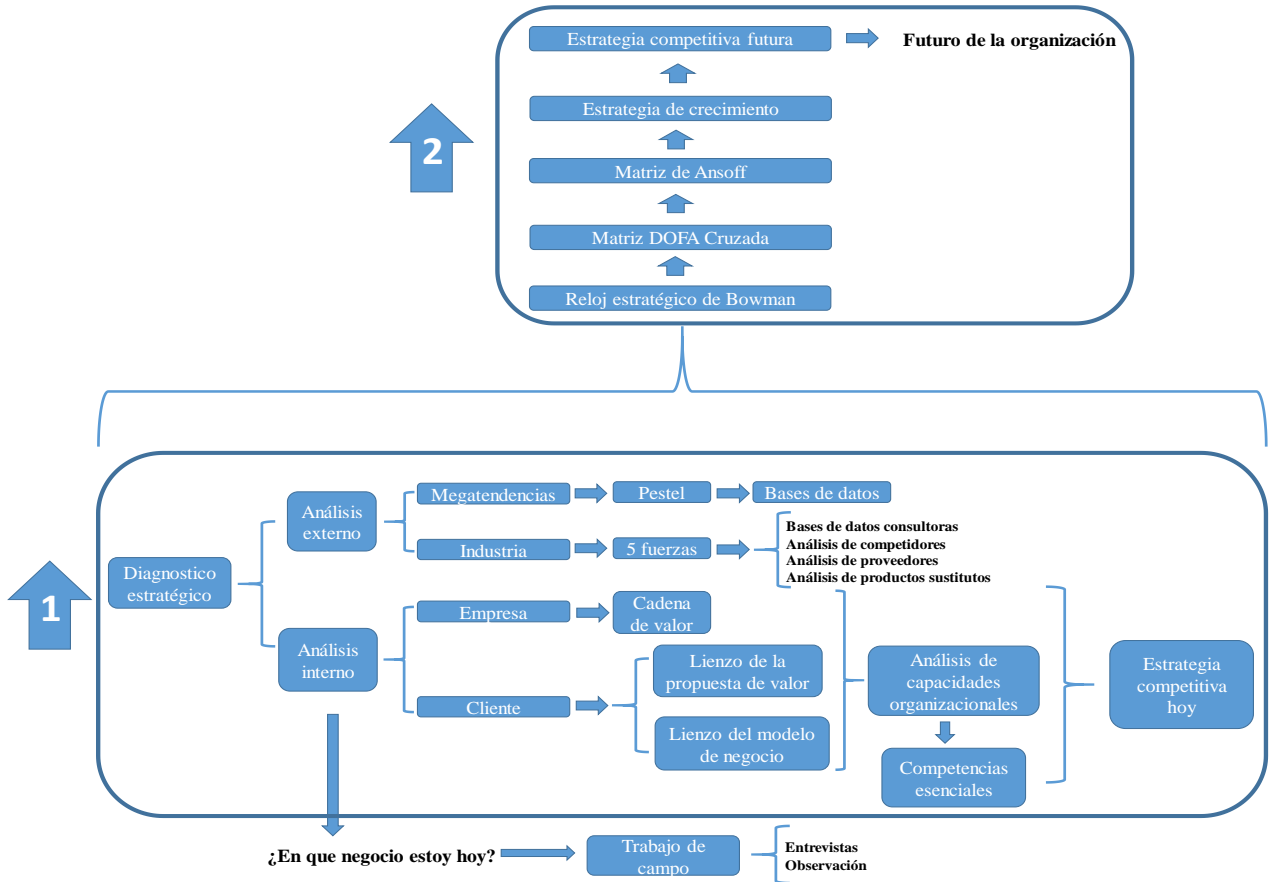 Estrategia competitiva futura
Futuro de la organización
Estrategia de crecimiento
2
Matriz de Ansoff
Matriz DOFA Cruzada
Reloj estratégico de Bowman
1
Diagnostico
estratégico
Análisis
externo
Megatendencias
Pestel
Bases de datos
Industria
5 fuerzas
Bases de datos consultoras
Análisis de competidores
Análisis de proveedores
Análisis de productos sustitutos
Análisis
interno
Empresa
Cadena
de valor
Cliente
Lienzo de la
propuesta de valor
Lienzo del modelo
de negocio
Análisis de
capacidades
organizacionales
Competencias
esenciales
Estrategia
competitiva
hoy
¿En que negocio estoy hoy?
Trabajo de
campo
Entrevistas
Observación